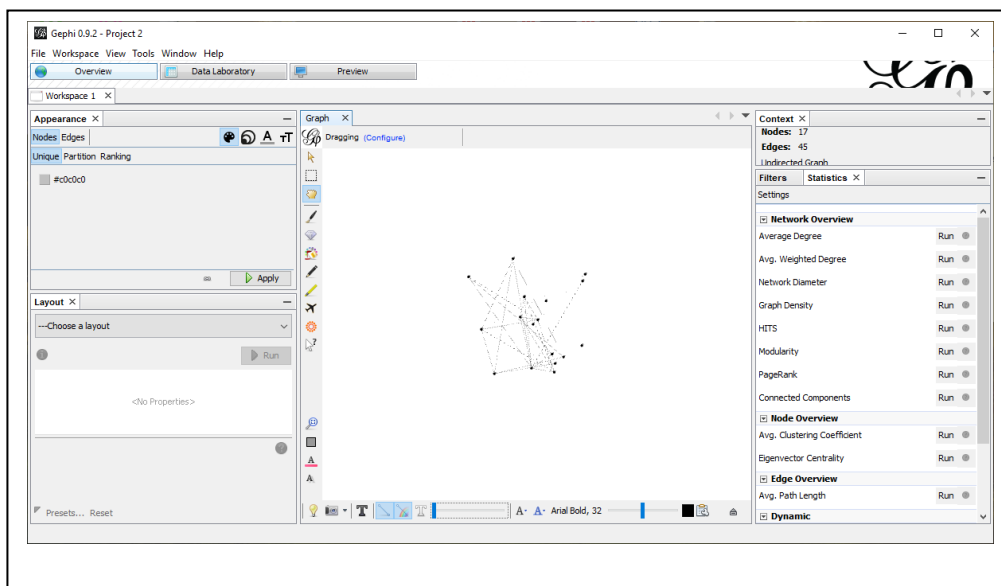 Gephi 0.9.2 - Project 2
File Workspace View Tools Window Help
Overview Data Laboratory Preview
Workspace 1
Appearance
Nodes Edges
Unique Partition Ranking
#c0c0c0
Apply
Layout
---Choose a layout
Run
<No Properties>
Presets... Reset
Graph
Dragging (Configure)
A- A- Arial Bold, 32
Context
Nodes: 17
Edges: 45
Undirected Graph
Filters Statistics
Settings
Network Overview
Average Degree Run
Avg. Weighted Degree Run
Network Diameter Run
Graph Density Run
HITS Run
Modularity Run
PageRank Run
Connected Components Run
Node Overview
Avg. Clustering Coefficient Run
Eigenvector Centrality Run
Edge Overview
Avg. Path Length Run
Dynamic